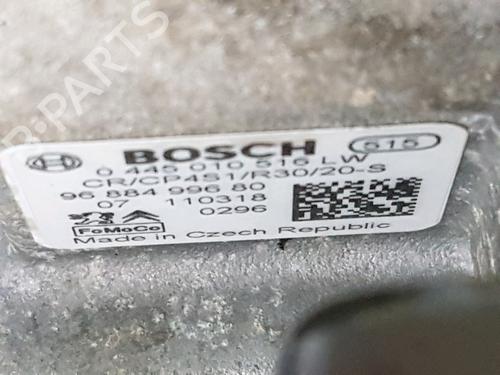 BOSCH 515
0 445 010 516 LW
CR/CP4S1/R30/20-S
96 884 996 80
07 110318
0296
FoMoCo
Made in Czech Republic